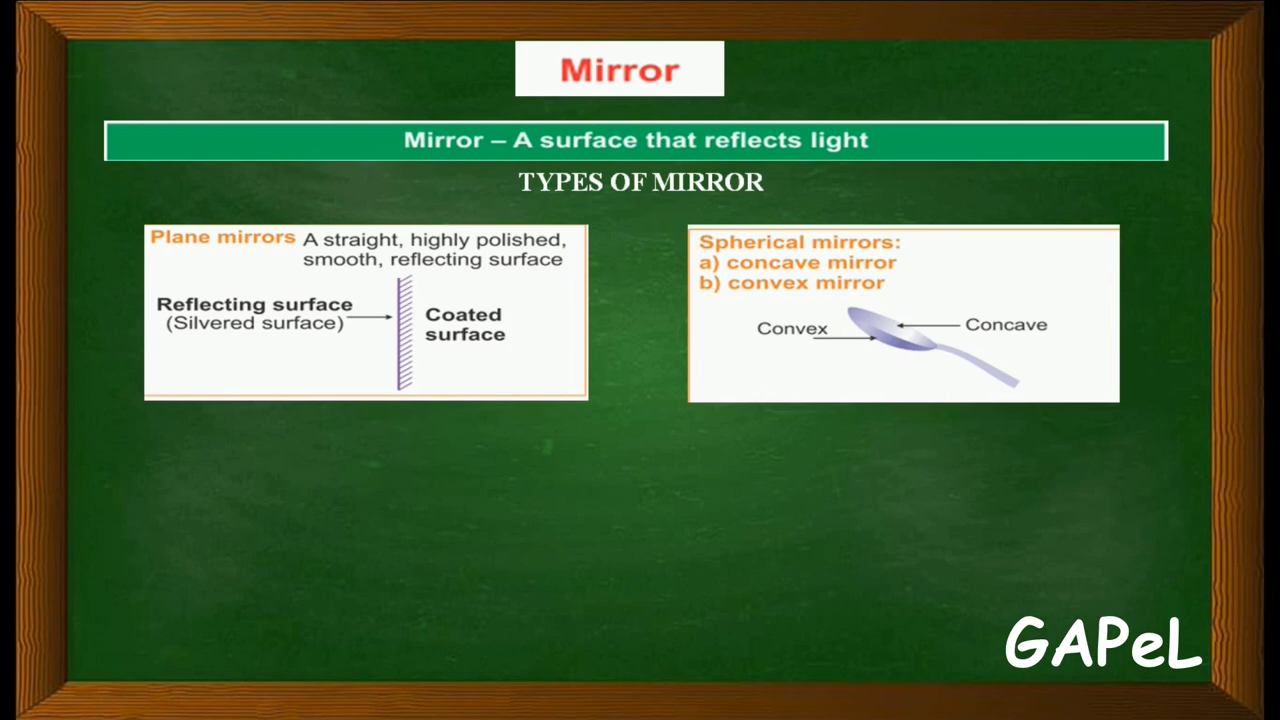 Mirror
Mirror – A surface that reflects light
TYPES OF MIRROR
Plane mirrors A straight, highly polished,
smooth, reflecting surface
Reflecting surface
(Silvered surface)
Coated
surface
Spherical mirrors:
a) concave mirror
b) convex mirror
Convex
Concave
GAPeL